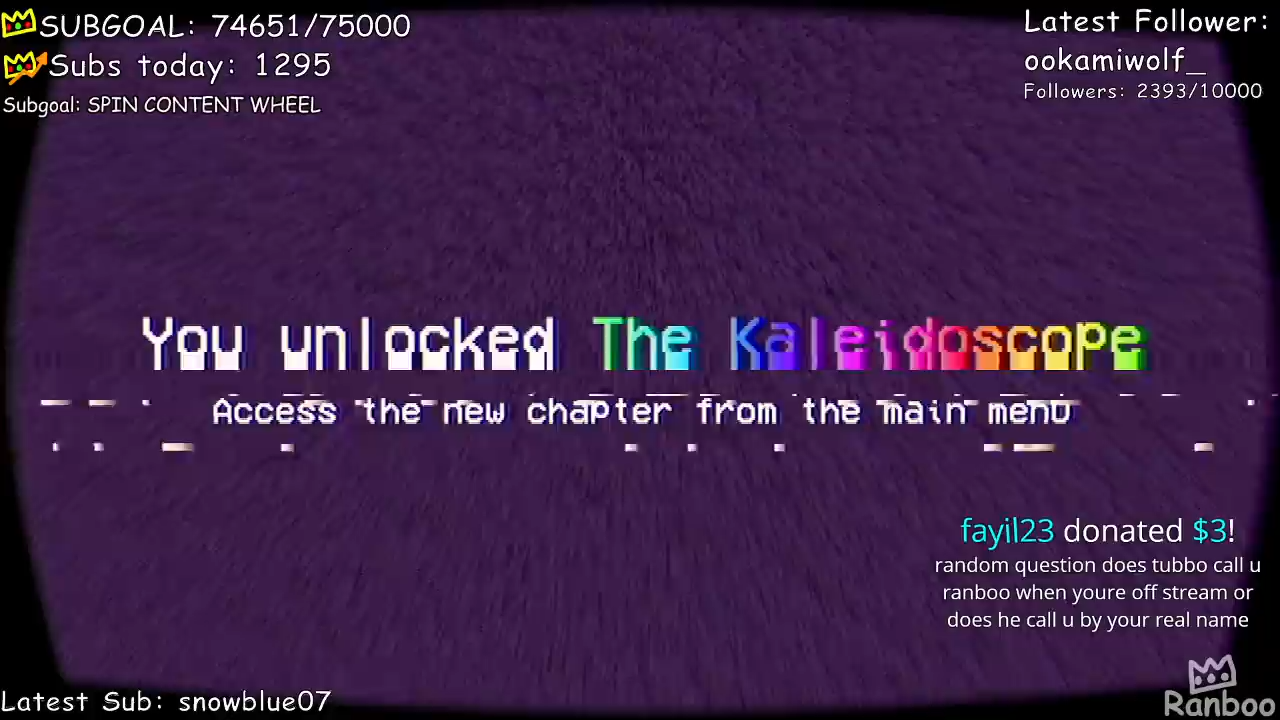 SUBGOAL: 74651/75000
Subs today: 1295
Subgoal: SPIN CONTENT WHEEL
Latest Follower:
ookamiwolf_
Followers: 2393/10000
You unlocked The Kaleidoscope
Access the new chapter from the main menu
fayil23 donated $3!
random question does tubbo call u
ranboo when youre off stream or
does he call u by your real name
Latest Sub: snowblue07
Ranboo